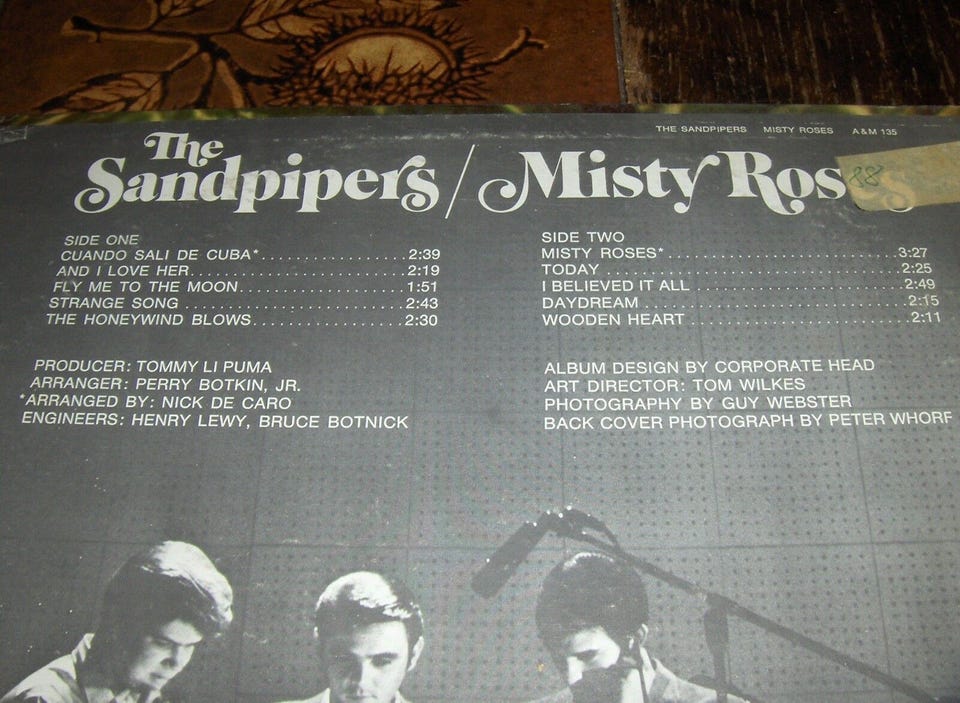 THE SANDPIPERS MISTY ROSES A&M 135
The
Sandpipers / Misty Roses
88
SIDE ONE
CUANDO SALI DE CUBA*....................2:39
AND I LOVE HER..............................2:19
FLY ME TO THE MOON.......................1:51
STRANGE SONG..............................2:43
THE HONEYWIND BLOWS....................2:30
SIDE TWO
MISTY ROSES*..............................3:27
TODAY........................................2:25
I BELIEVED IT ALL..........................2:49
DAYDREAM...................................2:15
WOODEN HEART.............................2:11
PRODUCER: TOMMY LI PUMA
ARRANGER: PERRY BOTKIN, JR.
*ARRANGED BY: NICK DE CARO
ENGINEERS: HENRY LEWY, BRUCE BOTNICK
ALBUM DESIGN BY CORPORATE HEAD
ART DIRECTOR: TOM WILKES
PHOTOGRAPHY BY GUY WEBSTER
BACK COVER PHOTOGRAPH BY PETER WHORF